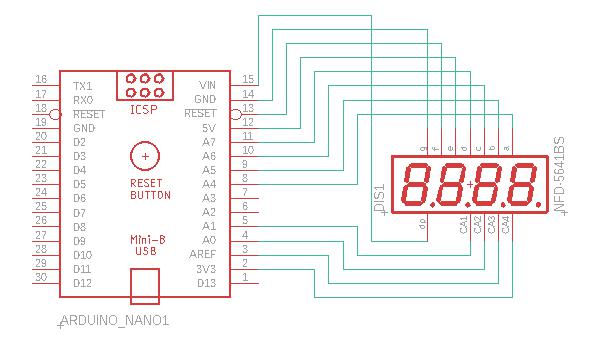 16 TX1 ICSP VIN 15
17 RX0 GND 14
18 RESET RESET 13
19 GND 5V 12
20 D2 A7 11
21 D3 A6 10
22 D4 A5 9
23 D5 RESET BUTTON A4 8
24 D6 A3 7
25 D7 A2 6
26 D8 A1 5
27 D9 Mini-B USB A0 4
28 D10 AREF 3
29 D11 3V3 2
30 D12 D13 1
ARDUINO_NANO1
g f e d c b a
DIS1
8.8.8.8.
NFD-5641BS
dp CA1 CA2 CA3 CA4